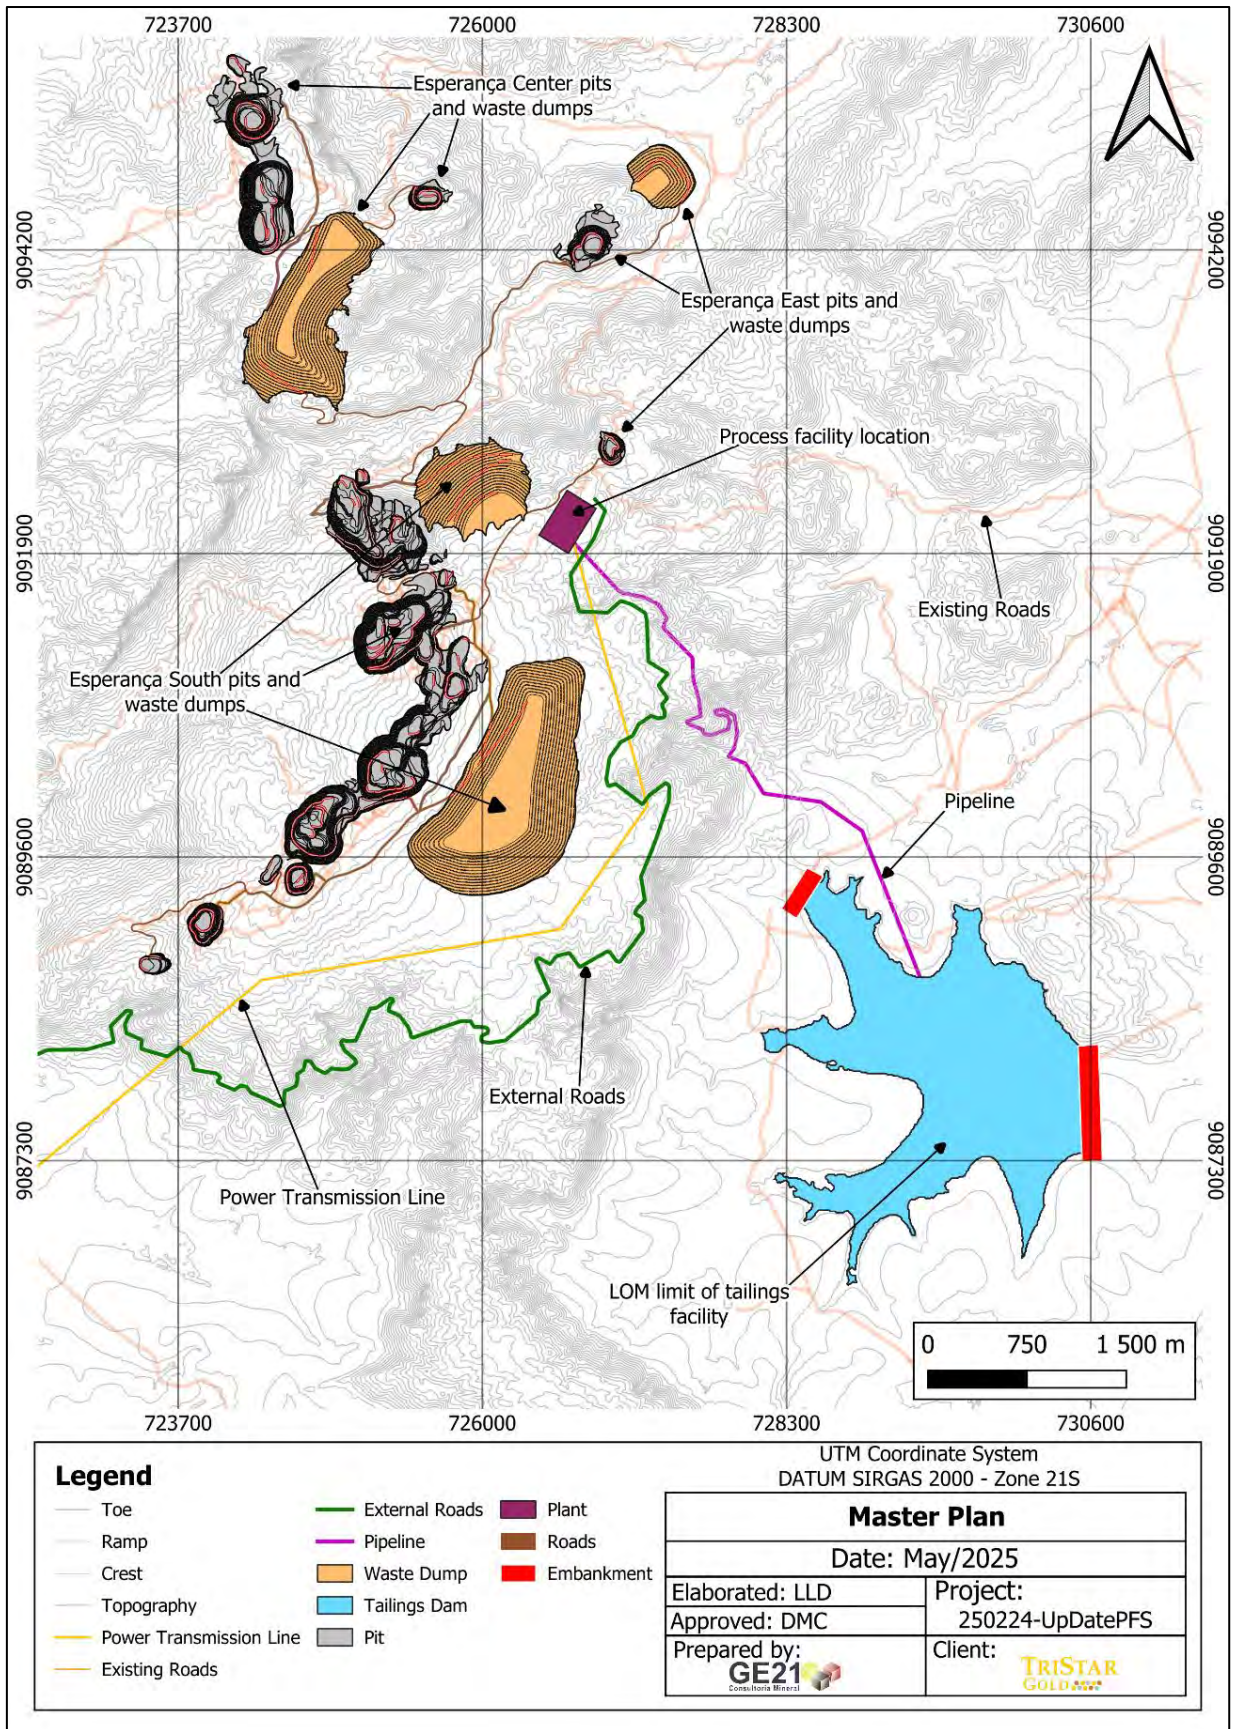 723700 726000 728300 730600
Esperança Center pits
and waste dumps
9094200
9094200
Esperança East pits and
waste dumps
Process facility location
9091900
9091900
Existing Roads
Esperança South pits and
waste dumps
Pipeline
9089600
9089600
External Roads
9087300
9087300
Power Transmission Line
LOM limit of tailings
facility
0 750 1 500 m
723700 726000 728300 730600
UTM Coordinate System
DATUM SIRGAS 2000 - Zone 21S
Legend
Toe
Ramp
Crest
Topography
Power Transmission Line
Existing Roads
External Roads
Pipeline
Waste Dump
Tailings Dam
Pit
Plant
Roads
Embankment
Master Plan
Date: May/2025
Elaborated: LLD
Approved: DMC
Project:
250224-UpDatePFS
Prepared by:
GE21
Consultoria Mineral
Client:
TRISTAR
GOLD